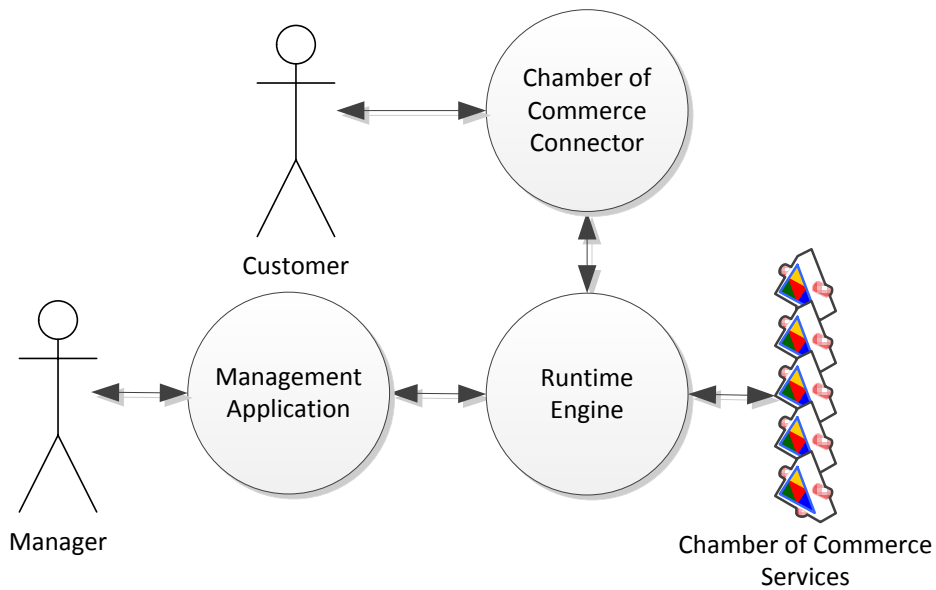 Chamber of
Commerce
Connector
Customer
Management
Application
Runtime
Engine
Manager
Chamber of Commerce
Services